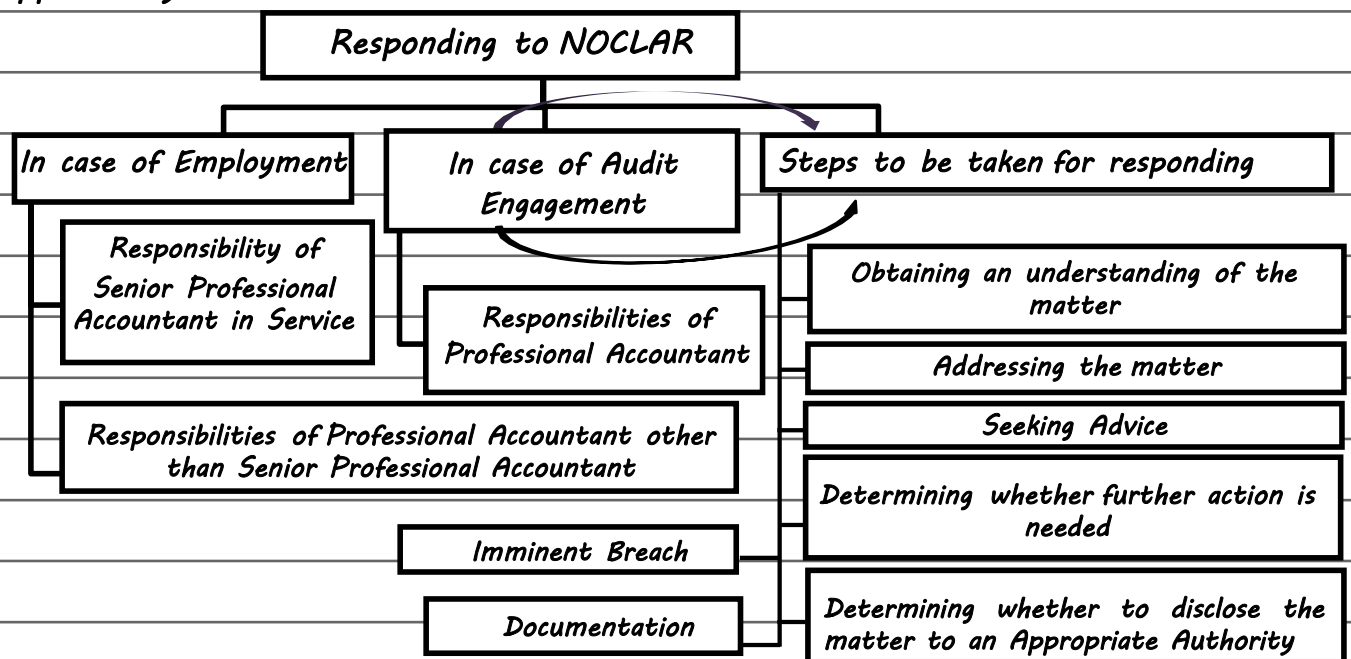 Responding to NOCLAR
In case of Employment
In case of Audit
Engagement
Steps to be taken for responding
Responsibility of
Senior Professional
Accountant in Service
Responsibilities of
Professional Accountant
Responsibilities of Professional Accountant other
than Senior Professional Accountant
Obtaining an understanding of the
matter
Addressing the matter
Seeking Advice
Determining whether further action is
needed
Determining whether to disclose the
matter to an Appropriate Authority
Imminent Breach
Documentation